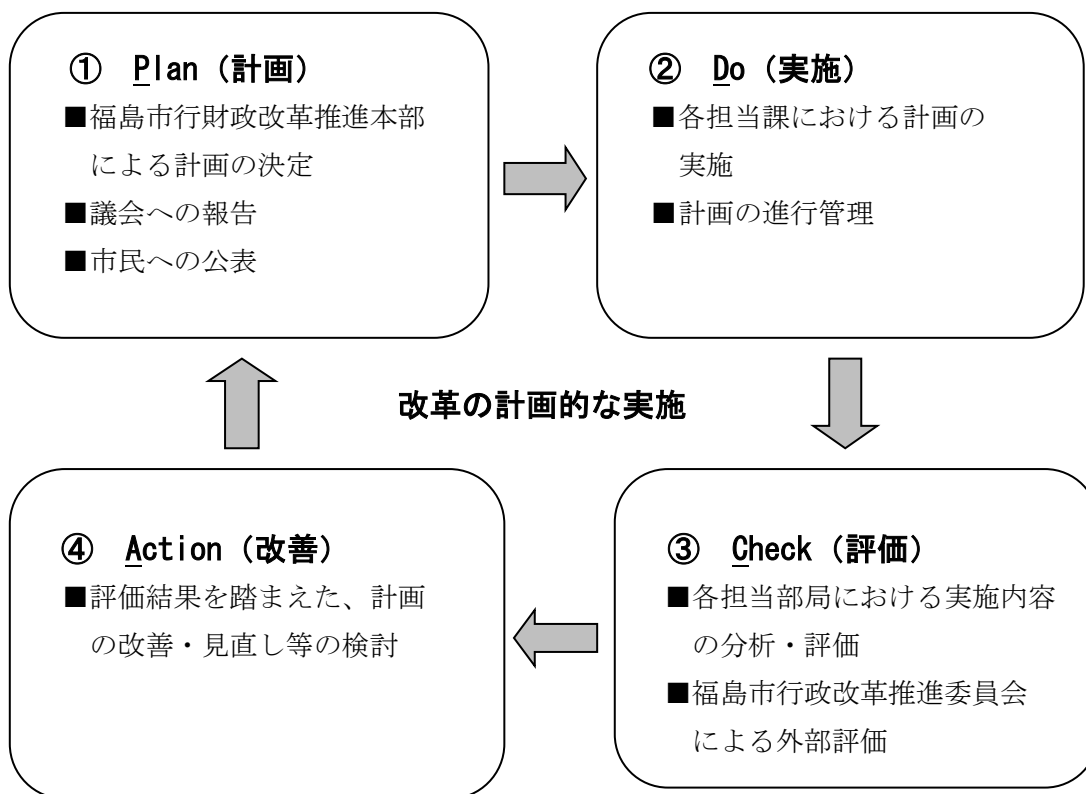 ① Plan（計画）
■福島市行財政改革推進本部
による計画の決定
■議会への報告
■市民への公表
② Do（実施）
■各担当課における計画の
実施
■計画の進行管理
改革の計画的な実施
④ Action（改善）
■評価結果を踏まえた、計画
の改善・見直し等の検討
③ Check（評価）
■各担当部局における実施内容
の分析・評価
■福島市行政改革推進委員会
による外部評価